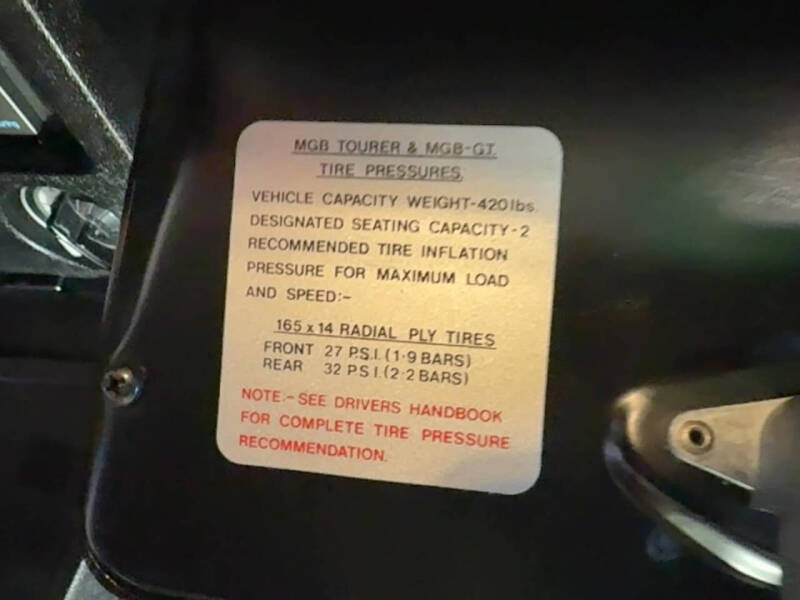 MGB TOURER & MGB-GT.
TIRE PRESSURES.
VEHICLE CAPACITY WEIGHT-420lbs.
DESIGNATED SEATING CAPACITY-2
RECOMMENDED TIRE INFLATION
PRESSURE FOR MAXIMUM LOAD
AND SPEED:-
165 x 14 RADIAL PLY TIRES
FRONT 27 P.S.I. (1·9 BARS)
REAR 32 P.S.I. (2·2 BARS)
NOTE.-SEE DRIVERS HANDBOOK
FOR COMPLETE TIRE PRESSURE
RECOMMENDATION.